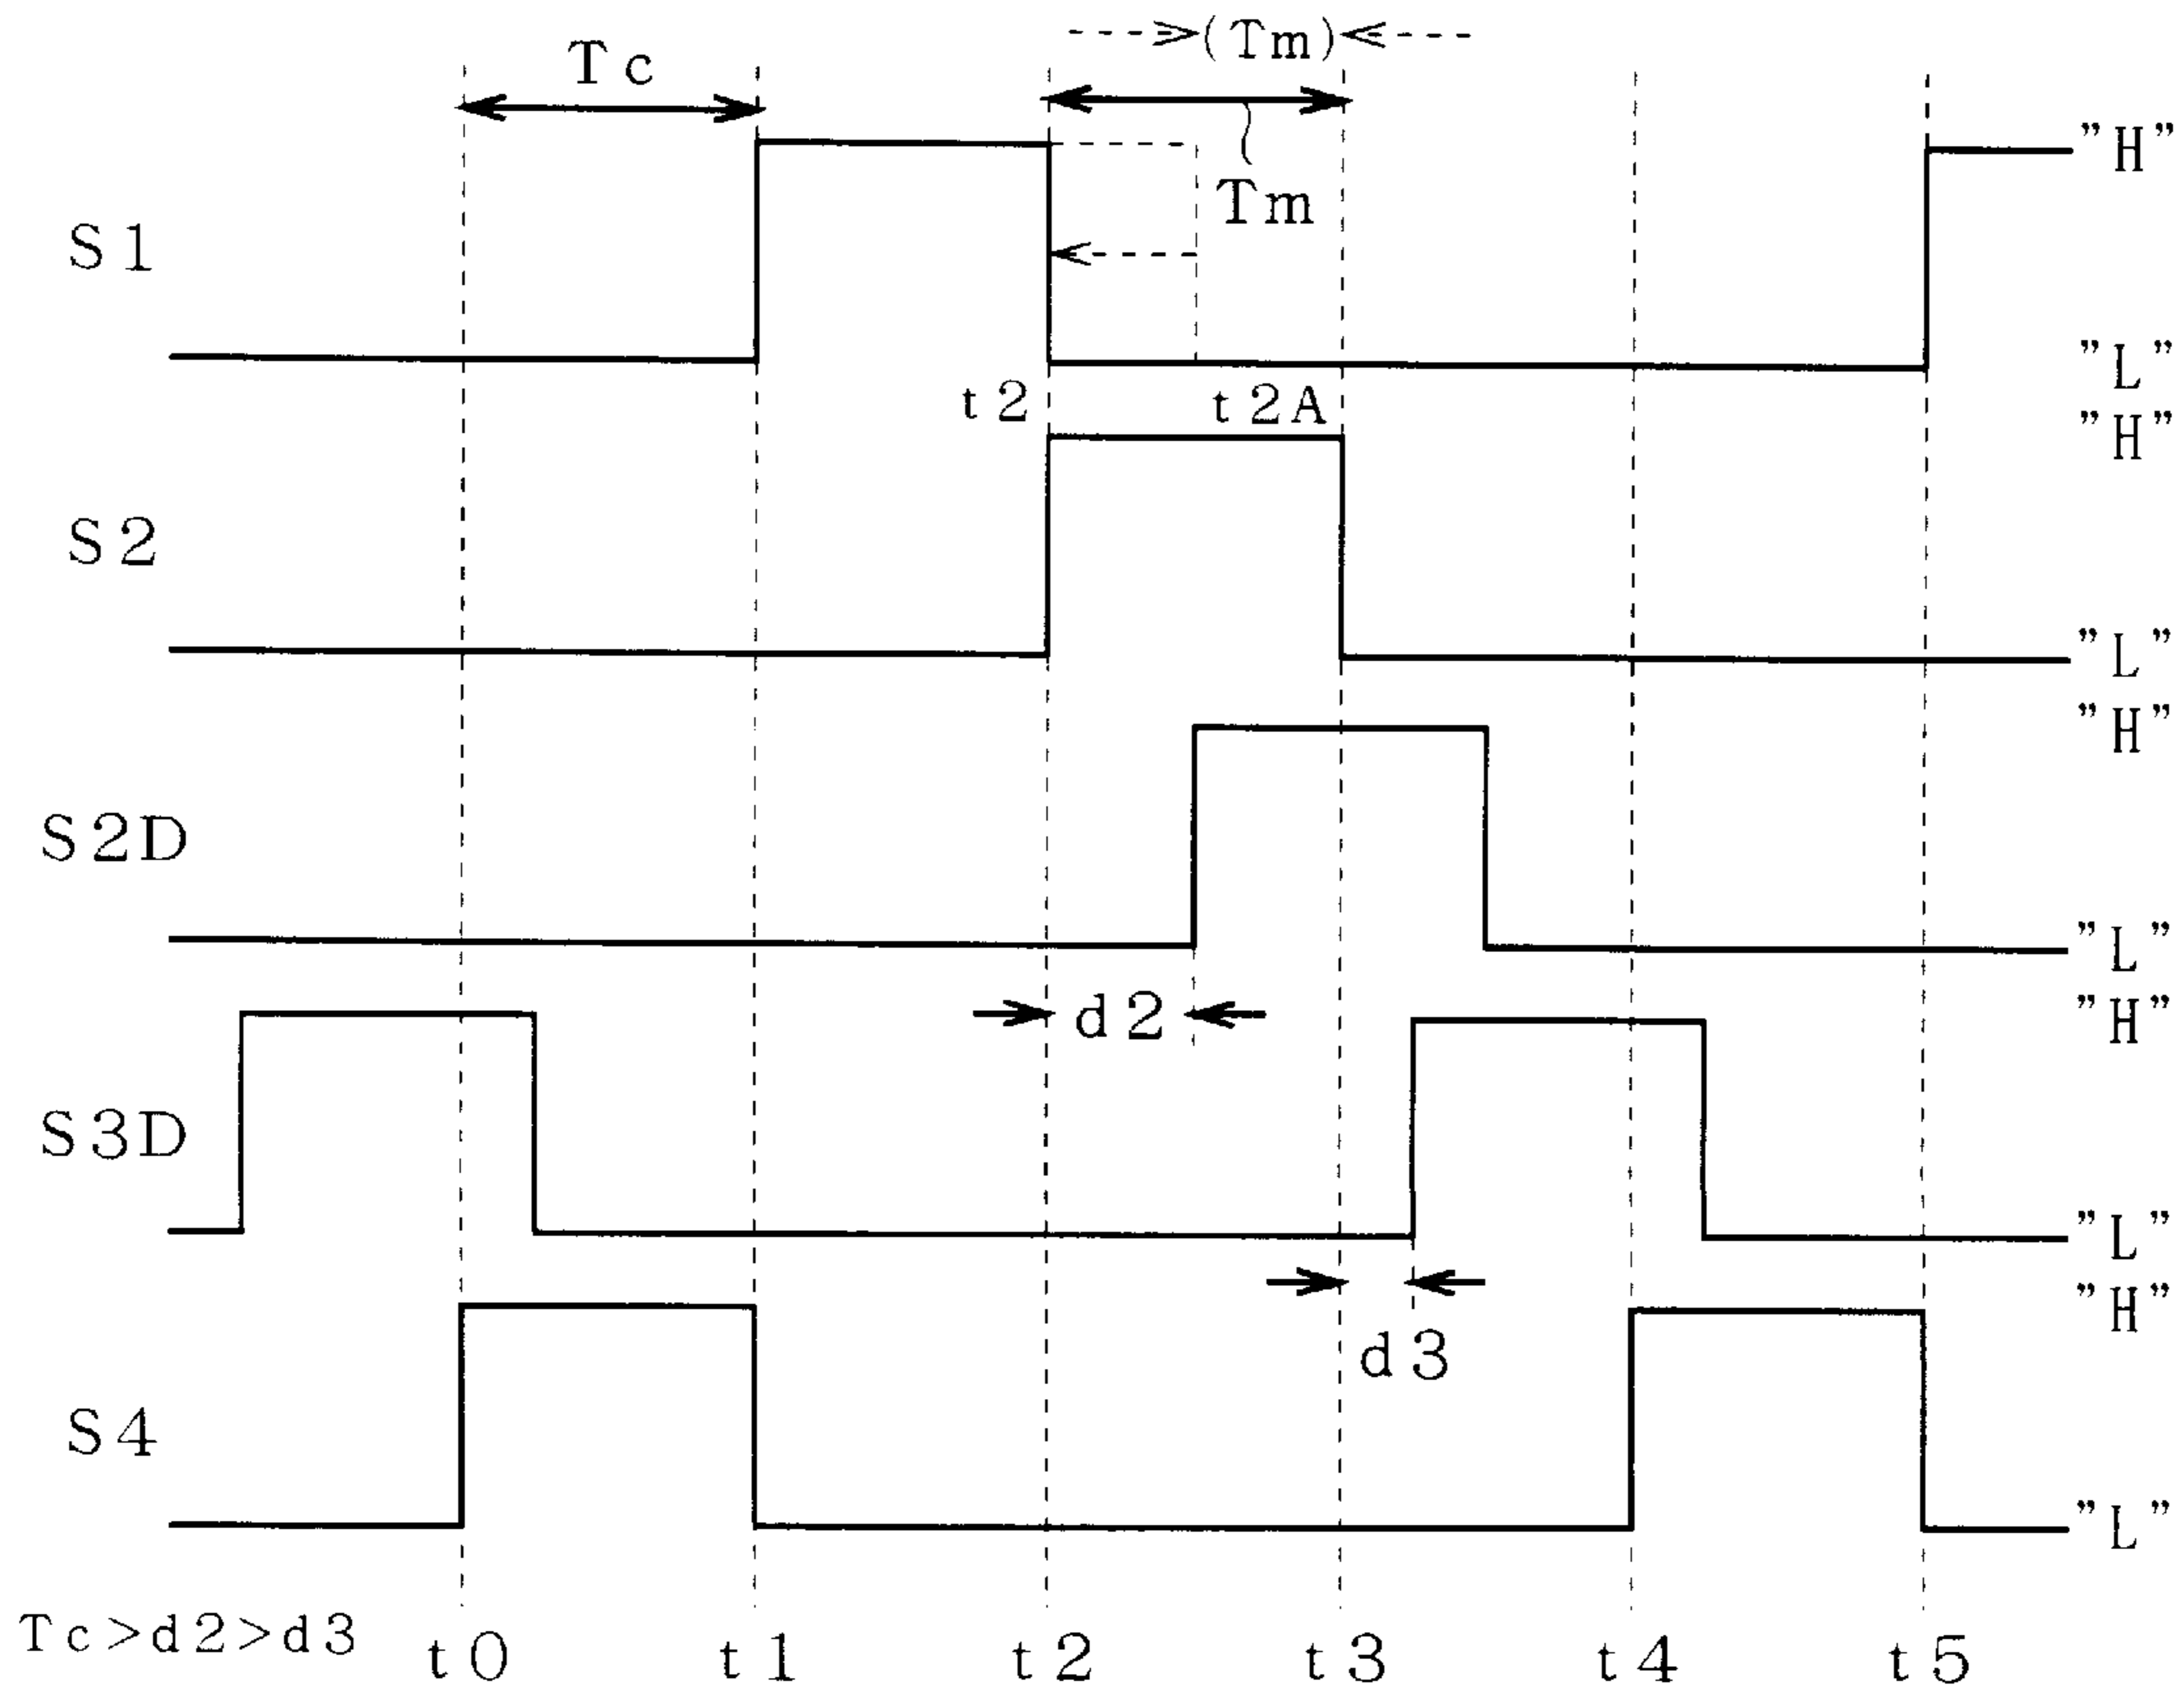 (Tm)
Tc
"H"
Tm
S1
"L"
t2 t2A
"H"
S2
"L"
"H"
S2D
"L"
d2
"H"
S3D
"L"
"H"
d3
S4
"L"
Tc>d2>d3
t0 t1 t2 t3 t4 t5